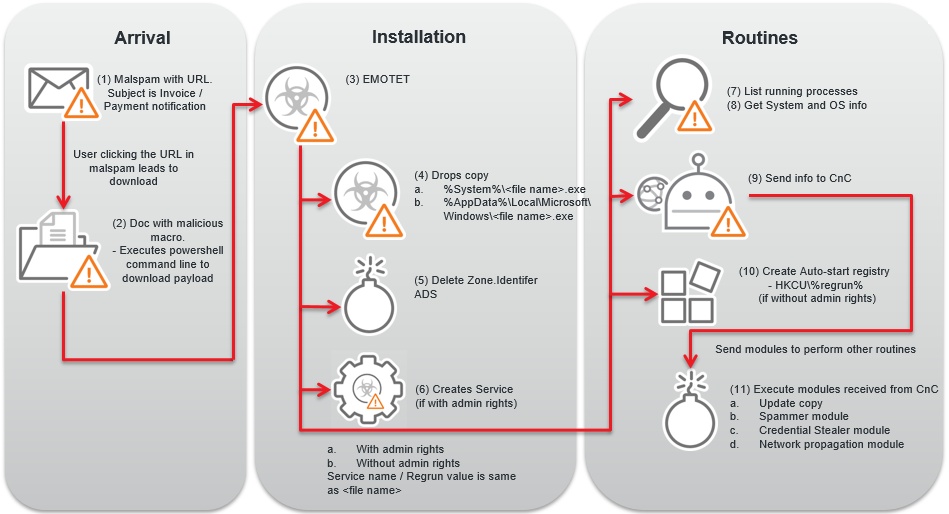 Arrival
(1) Malspam with URL.
Subject is Invoice /
Payment notification
User clicking the URL in
malspam leads to
download
(2) Doc with malicious
macro.
- Executes powershell
command line to
download payload
Installation
(3) EMOTET
(4) Drops copy
a. %System%\<file name>.exe
b. %AppData%\Local\Microsoft\
Windows\<file name>.exe
(5) Delete Zone.Identifer
ADS
(6) Creates Service
(if with admin rights)
a. With admin rights
b. Without admin rights
Service name / Regrun value is same
as <file name>
Routines
(7) List running processes
(8) Get System and OS info
(9) Send info to CnC
(10) Create Auto-start registry
- HKCU\%regrun%
(if without admin rights)
Send modules to perform other routines
(11) Execute modules received from CnC
a. Update copy
b. Spammer module
c. Credential Stealer module
d. Network propagation module